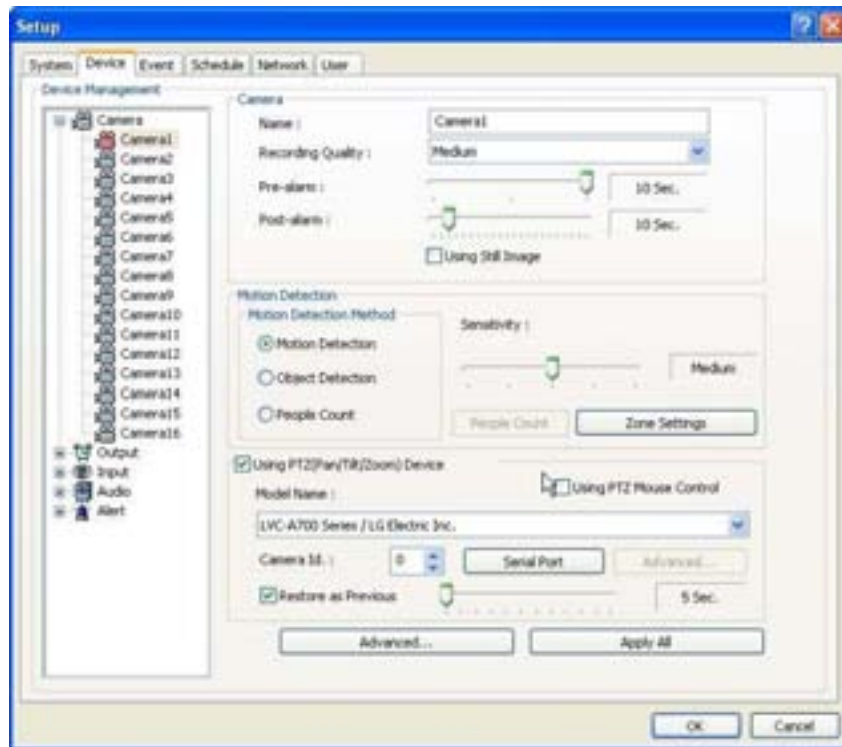 Setup
System Device Event Schedule Network User
Device Management
Camera
Camera1
Camera2
Camera3
Camera4
Camera5
Camera6
Camera7
Camera8
Camera9
Camera10
Camera11
Camera12
Camera13
Camera14
Camera15
Camera16
Output
Input
Audio
Alert
Camera
Name : Camera1
Recording Quality : Medium
Pre-alarm : 10 Sec.
Post-alarm : 10 Sec.
Using Still Image
Motion Detection
Motion Detection Method
Motion Detection
Object Detection
People Count
Sensitivity :
Medium
People Count Zone Settings
Using PTZ(Pan/Tilt/Zoom) Device
Using PTZ Mouse Control
Model Name :
LVC-A700 Series / LG Electric Inc.
Camera Id. : 0 Serial Port Advanced...
Restore as Previous 5 Sec.
Advanced... Apply All
OK Cancel